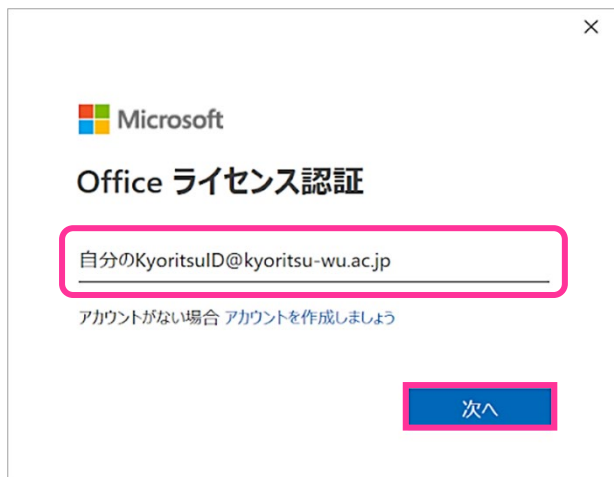 Microsoft
Office ライセンス認証
自分のKyoritsuID@kyoritsu-wu.ac.jp
アカウントがない場合 アカウントを作成しましょう
次へ